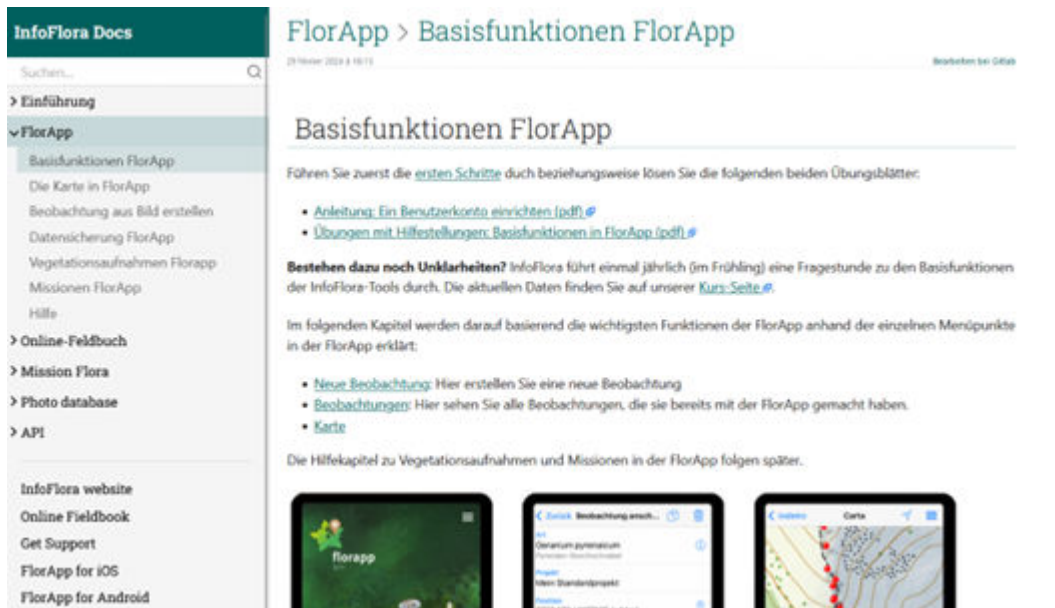 InfoFlora Docs
Suchen...
Einführung
FlorApp
Basisfunktionen FlorApp
Die Karte in FlorApp
Beobachtung aus Bild erstellen
Datensicherung FlorApp
Vegetationsaufnahmen Florapp
Missionen FlorApp
Hilfe
Online-Feldbuch
Mission Flora
Photo database
API
InfoFlora website
Online Fieldbook
Get Support
FlorApp for iOS
FlorApp for Android
FlorApp > Basisfunktionen FlorApp
Bearbeiten bei Gitlab
Basisfunktionen FlorApp
Führen Sie zuerst die ersten Schritte duch beziehungsweise lösen Sie die folgenden beiden Übungsblätter:
• Anleitung: Ein Benutzerkonto einrichten (pdf)
• Übungen mit Hilfestellungen: Basisfunktionen in FlorApp (pdf)
Bestehen dazu noch Unklarheiten? InfoFlora führt einmal jährlich (im Frühling) eine Fragestunde zu den Basisfunktionen
der InfoFlora-Tools durch. Die aktuellen Daten finden Sie auf unserer Kurs-Seite.
Im folgenden Kapitel werden darauf basierend die wichtigsten Funktionen der FlorApp anhand der einzelnen Menüpunkte
in der FlorApp erklärt:
• Neue Beobachtung: Hier erstellen Sie eine neue Beobachtung
• Beobachtungen: Hier sehen Sie alle Beobachtungen, die sie bereits mit der FlorApp gemacht haben.
• Karte
Die Hilfekapitel zu Vegetationsaufnahmen und Missionen in der FlorApp folgen später.
florapp
Zurück Beobachtung ansch...
Art
Geranium pyrenaicum
Projekt
Mein Standardprojekt
Position
Indietro
Carta